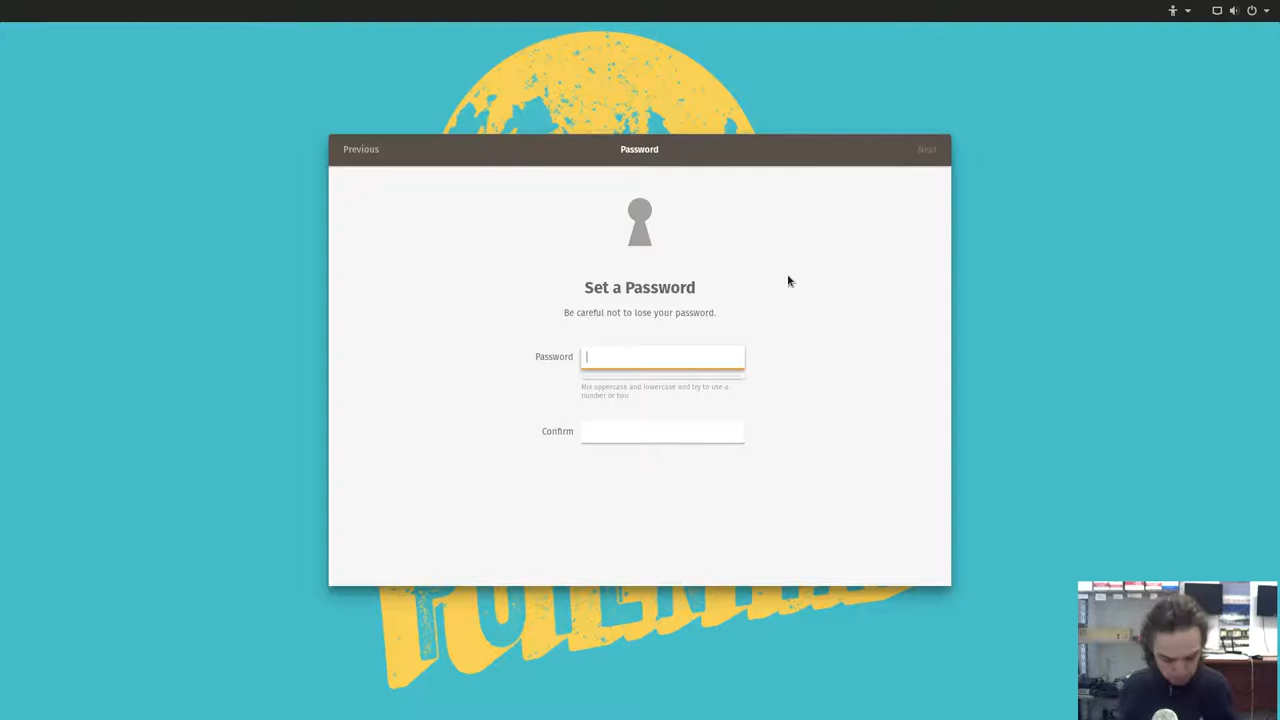 Previous
Password
Next
Set a Password
Be careful not to lose your password.
Password
Mix uppercase and lowercase and try to use a
number or two
Confirm